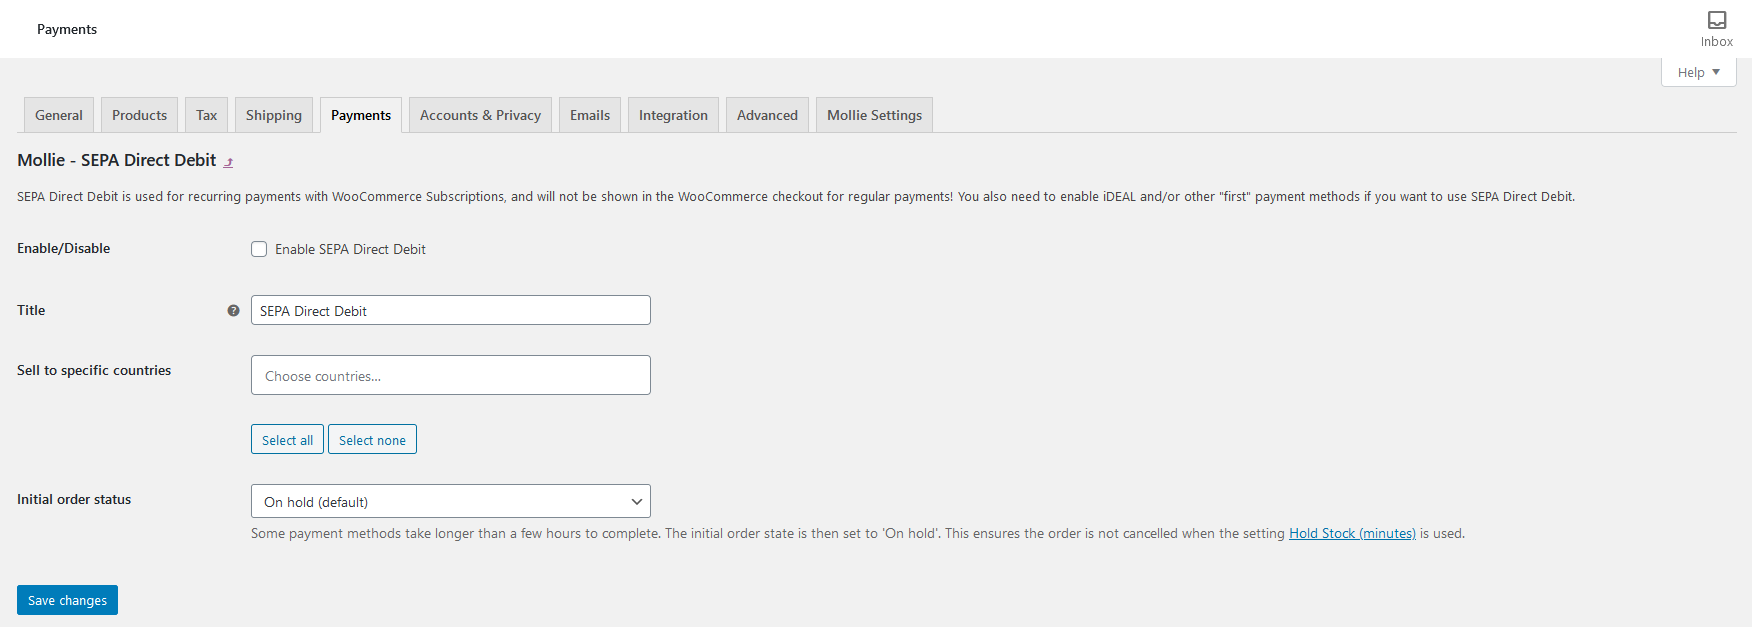 Payments
Inbox
Help
General Products Tax Shipping Payments Accounts & Privacy Emails Integration Advanced Mollie Settings
Mollie - SEPA Direct Debit
SEPA Direct Debit is used for recurring payments with WooCommerce Subscriptions, and will not be shown in the WooCommerce checkout for regular payments! You also need to enable iDEAL and/or other "first" payment methods if you want to use SEPA Direct Debit.
Enable/Disable Enable SEPA Direct Debit
Title ? SEPA Direct Debit
Sell to specific countries Choose countries...
Select all Select none
Initial order status On hold (default)
Some payment methods take longer than a few hours to complete. The initial order state is then set to 'On hold'. This ensures the order is not cancelled when the setting Hold Stock (minutes) is used.
Save changes